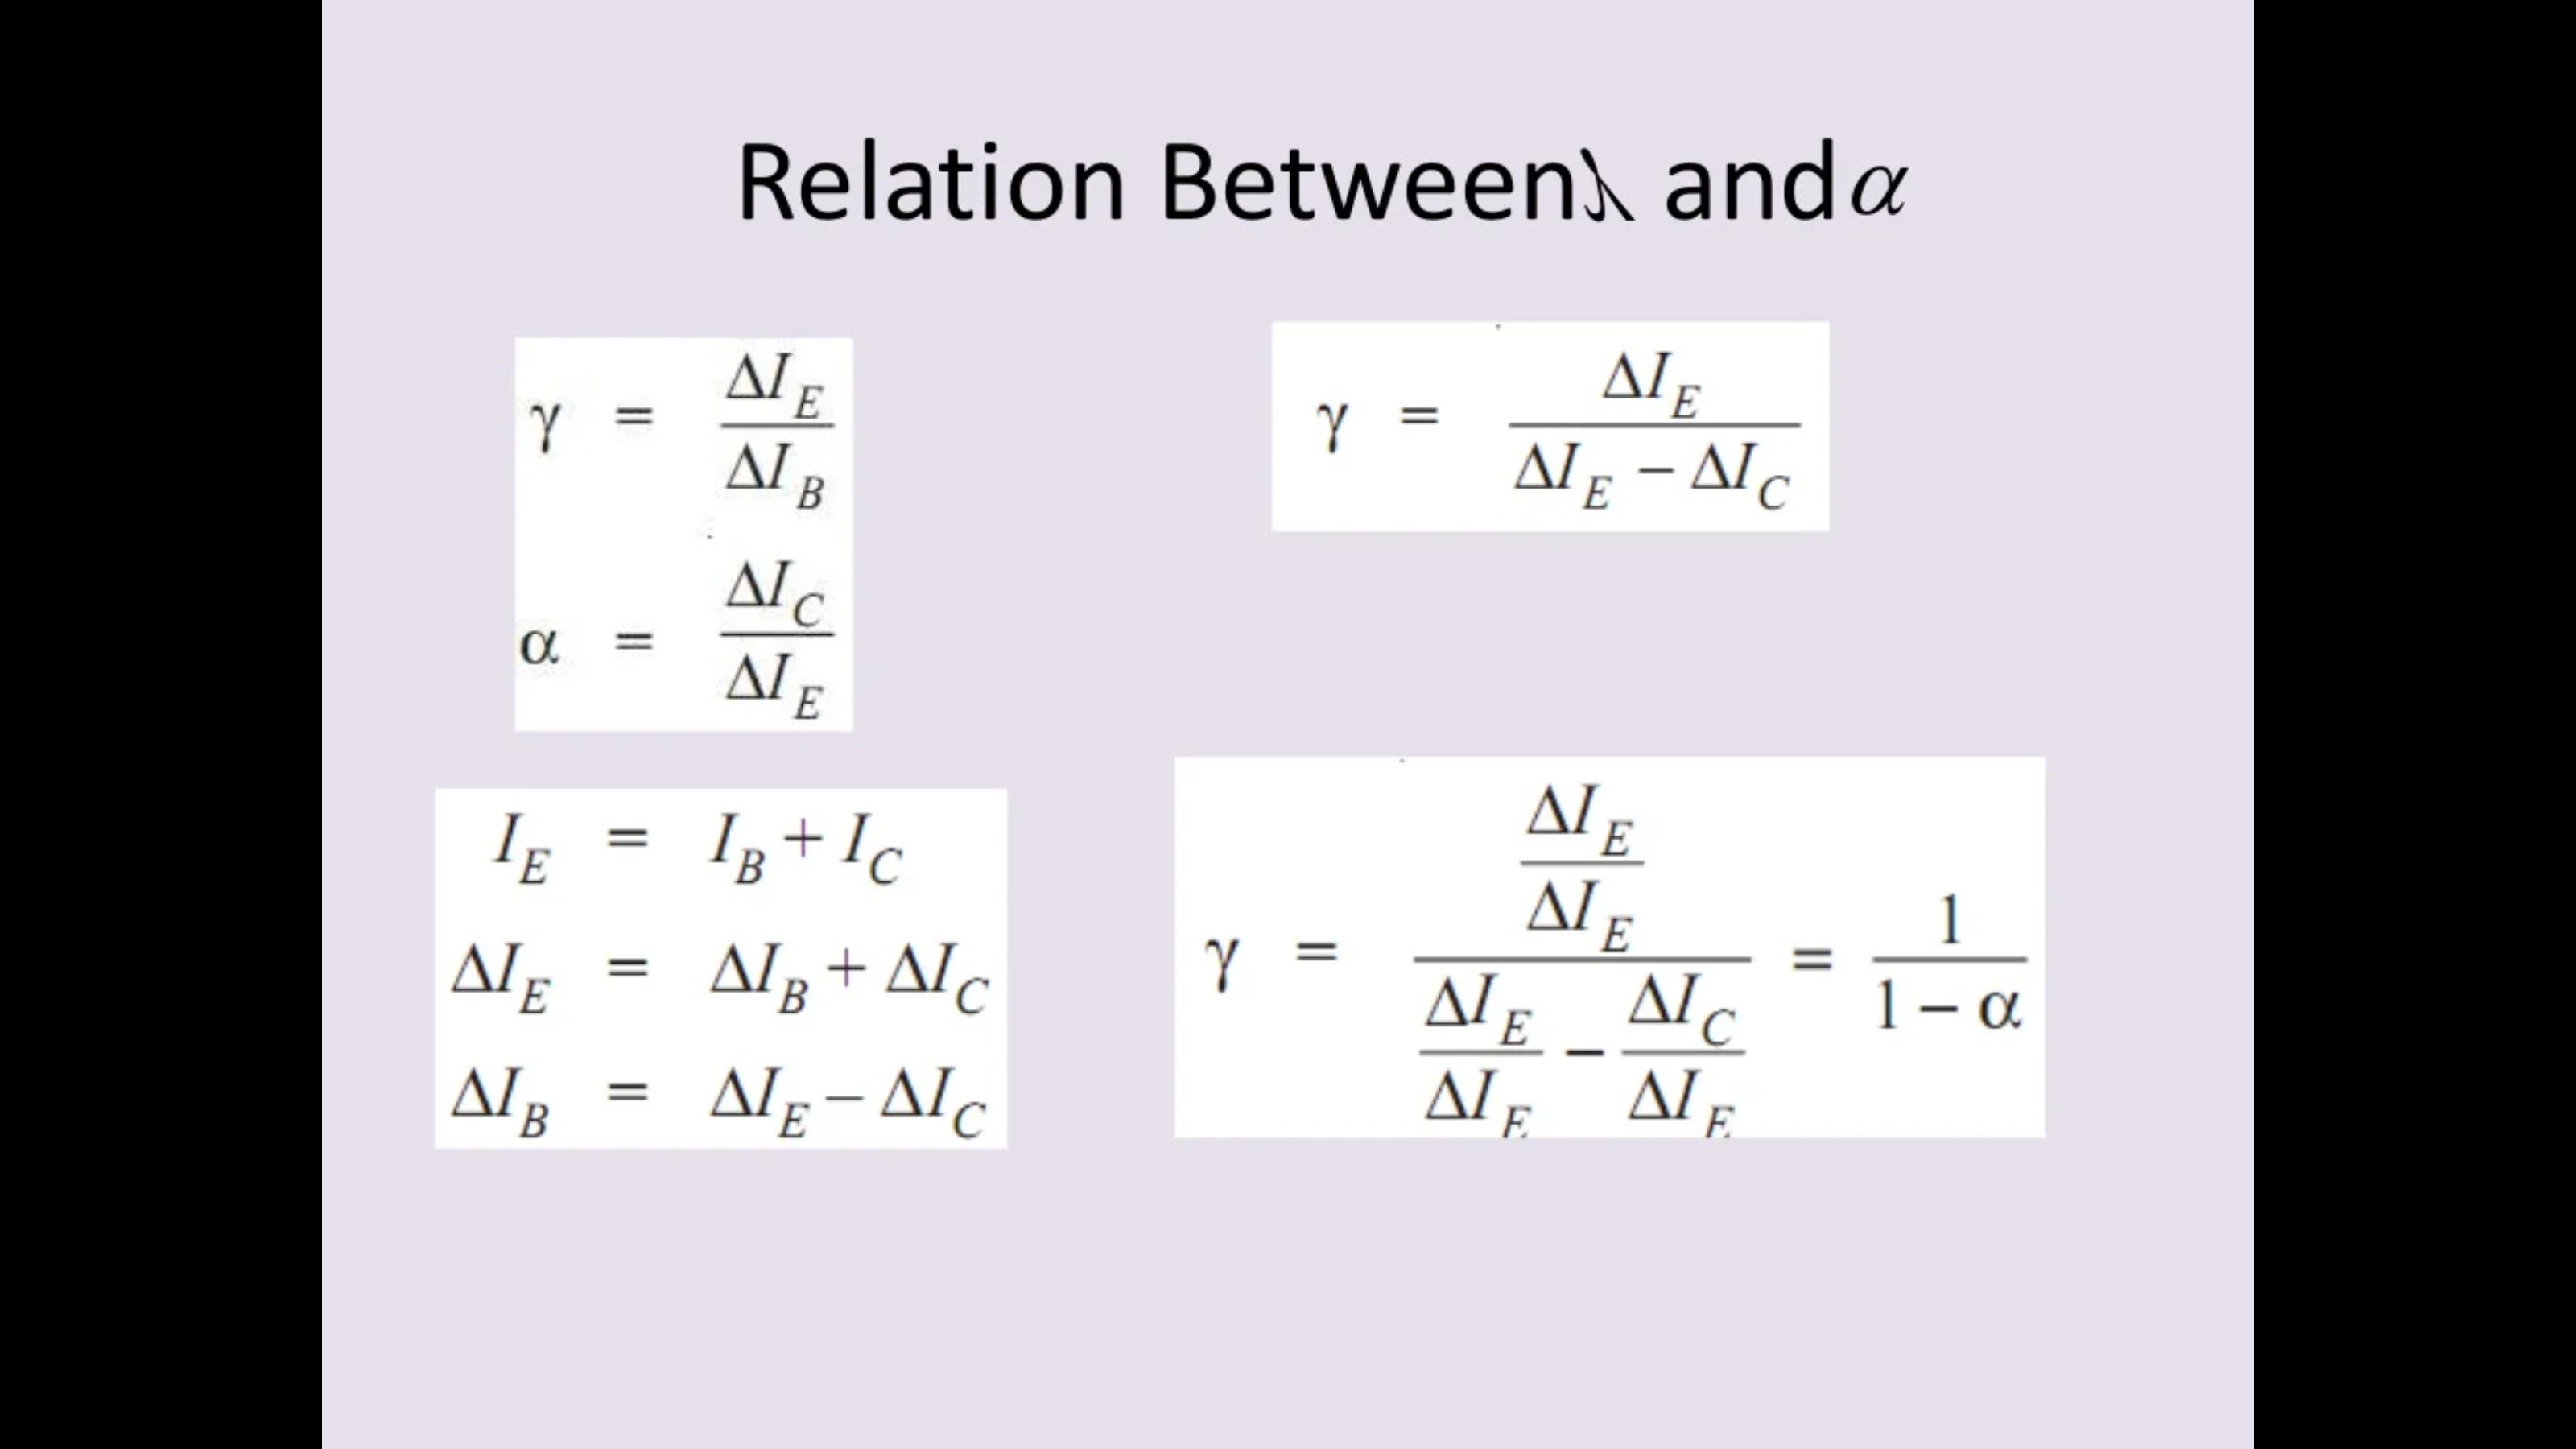 Relation Between λ and α
γ = ΔI_E / ΔI_B
α = ΔI_C / ΔI_E
I_E = I_B + I_C
ΔI_E = ΔI_B + ΔI_C
ΔI_B = ΔI_E − ΔI_C
γ = ΔI_E / (ΔI_E − ΔI_C)
γ = (ΔI_E / ΔI_E) / (ΔI_E / ΔI_E − ΔI_C / ΔI_E) = 1 / (1 − α)